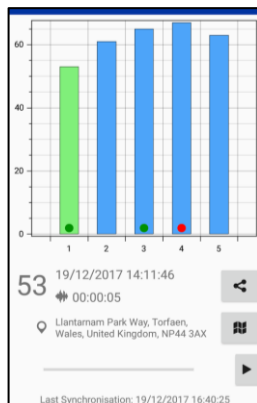 60
40
20
0
1 2 3 4 5
53 19/12/2017 14:11:46
00:00:05
Llantarnam Park Way, Torfaen,
Wales, United Kingdom, NP44 3AX
Last Synchronisation: 19/12/2017 16:40:25